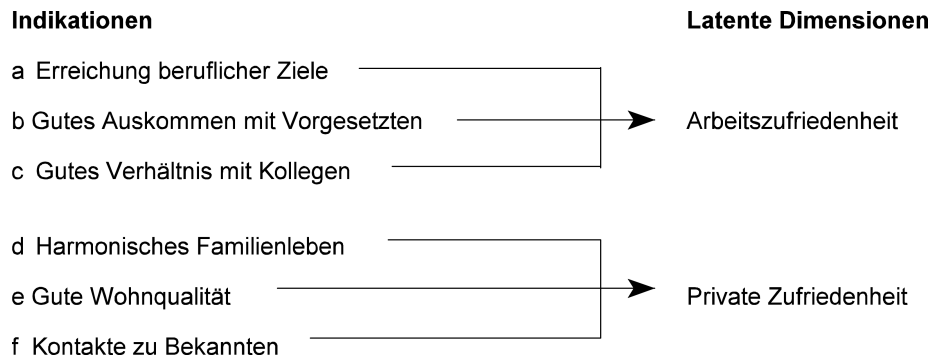 Indikationen Latente Dimensionen
a Erreichung beruflicher Ziele
b Gutes Auskommen mit Vorgesetzten Arbeitszufriedenheit
c Gutes Verhältnis mit Kollegen
d Harmonisches Familienleben
e Gute Wohnqualität Private Zufriedenheit
f Kontakte zu Bekannten